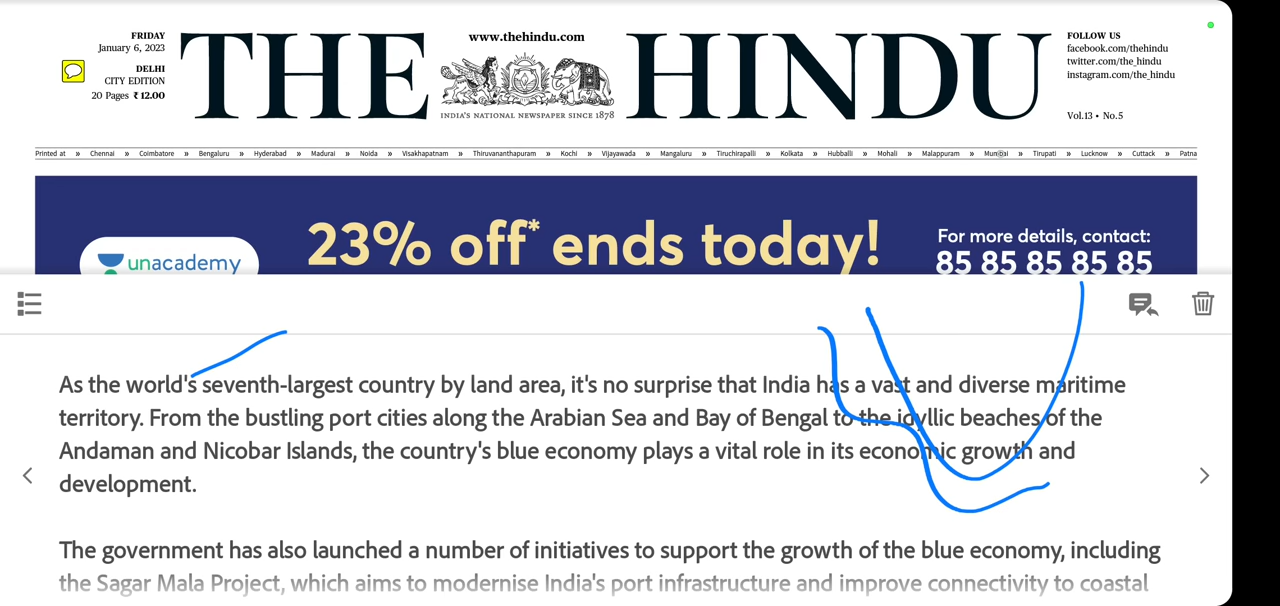 FRIDAY
January 6, 2023
DELHI
CITY EDITION
20 Pages ₹ 12.00
THE HINDU
www.thehindu.com
INDIA'S NATIONAL NEWSPAPER SINCE 1878
FOLLOW US
facebook.com/thehindu
twitter.com/the_hindu
instagram.com/the_hindu
Vol.13 • No.5
Printed at » Chennai » Coimbatore » Bengaluru » Hyderabad » Madurai » Noida » Visakhapatnam » Thiruvananthapuram » Kochi » Vijayawada » Mangaluru » Tiruchirapalli » Kolkata » Hubballi » Mohali » Malappuram » Mumbai » Tirupati » Lucknow » Cuttack » Patna
unacademy
23% off* ends today!
For more details, contact:
85 85 85 85 85
As the world's seventh-largest country by land area, it's no surprise that India has a vast and diverse maritime
territory. From the bustling port cities along the Arabian Sea and Bay of Bengal to the idyllic beaches of the
Andaman and Nicobar Islands, the country's blue economy plays a vital role in its economic growth and
development.
The government has also launched a number of initiatives to support the growth of the blue economy, including
the Sagar Mala Project, which aims to modernise India's port infrastructure and improve connectivity to coastal